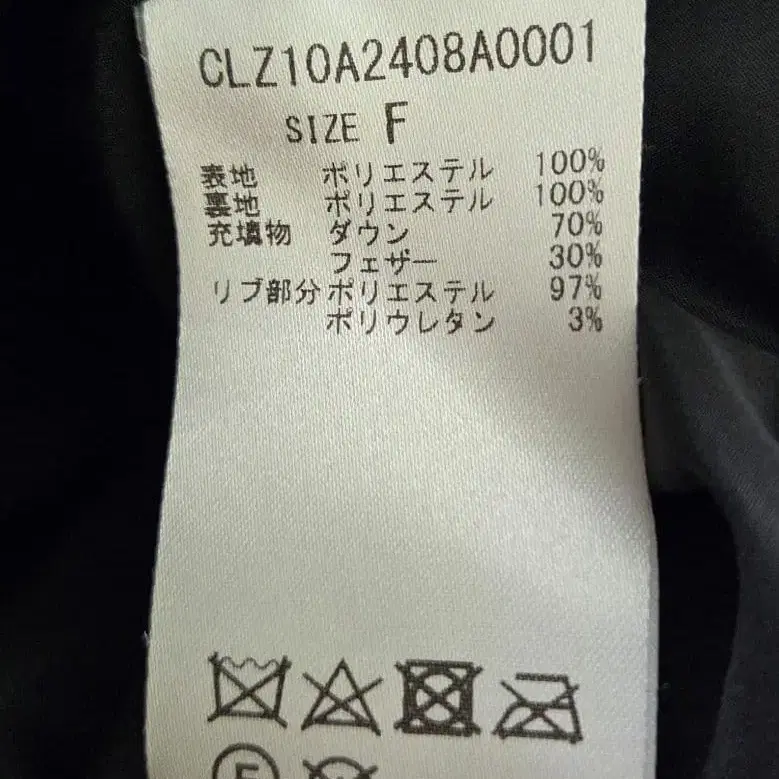 CLZ10A2408A0001
SIZE F
表地 ポリエステル 100%
裏地 ポリエステル 100%
充填物 ダウン 70%
フェザー 30%
リブ部分 ポリエステル 97%
ポリウレタン 3%